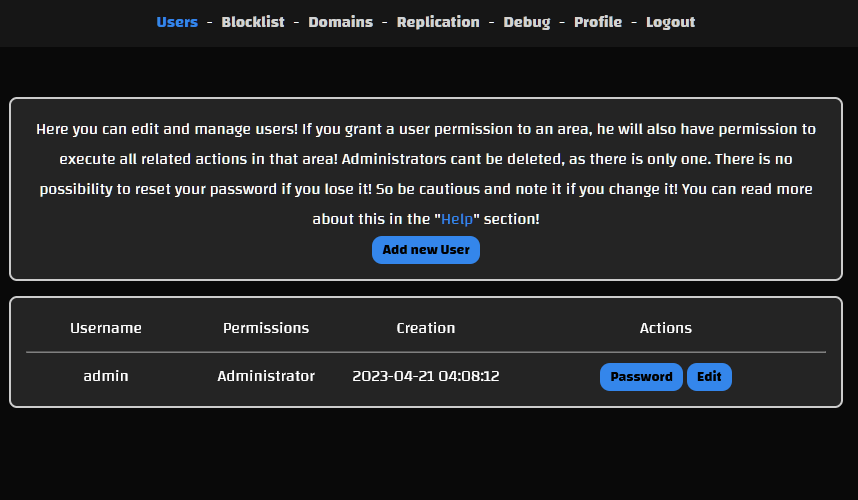 Users - Blocklist - Domains - Replication - Debug - Profile - Logout
Here you can edit and manage users! If you grant a user permission to an area, he will also have permission to
execute all related actions in that area! Administrators cant be deleted, as there is only one. There is no
possibility to reset your password if you lose it! So be cautious and note it if you change it! You can read more
about this in the "Help" section!
Add new User
Username Permissions Creation Actions
admin Administrator 2023-04-21 04:08:12 Password Edit